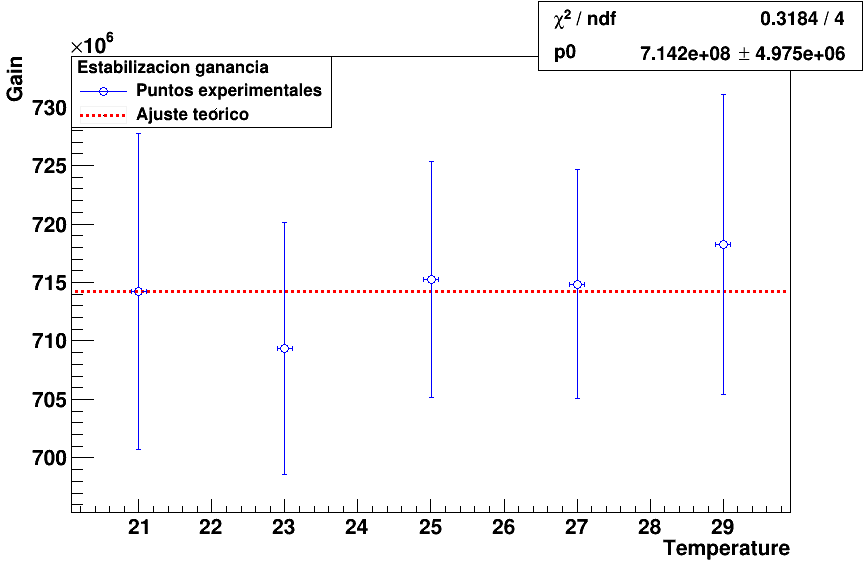 χ² / ndf 0.3184 / 4
p0 7.142e+08 ± 4.975e+06
×10⁶
Gain
Estabilizacion ganancia
Puntos experimentales
Ajuste teórico
730
725
720
715
710
705
700
21 22 23 24 25 26 27 28 29
Temperature